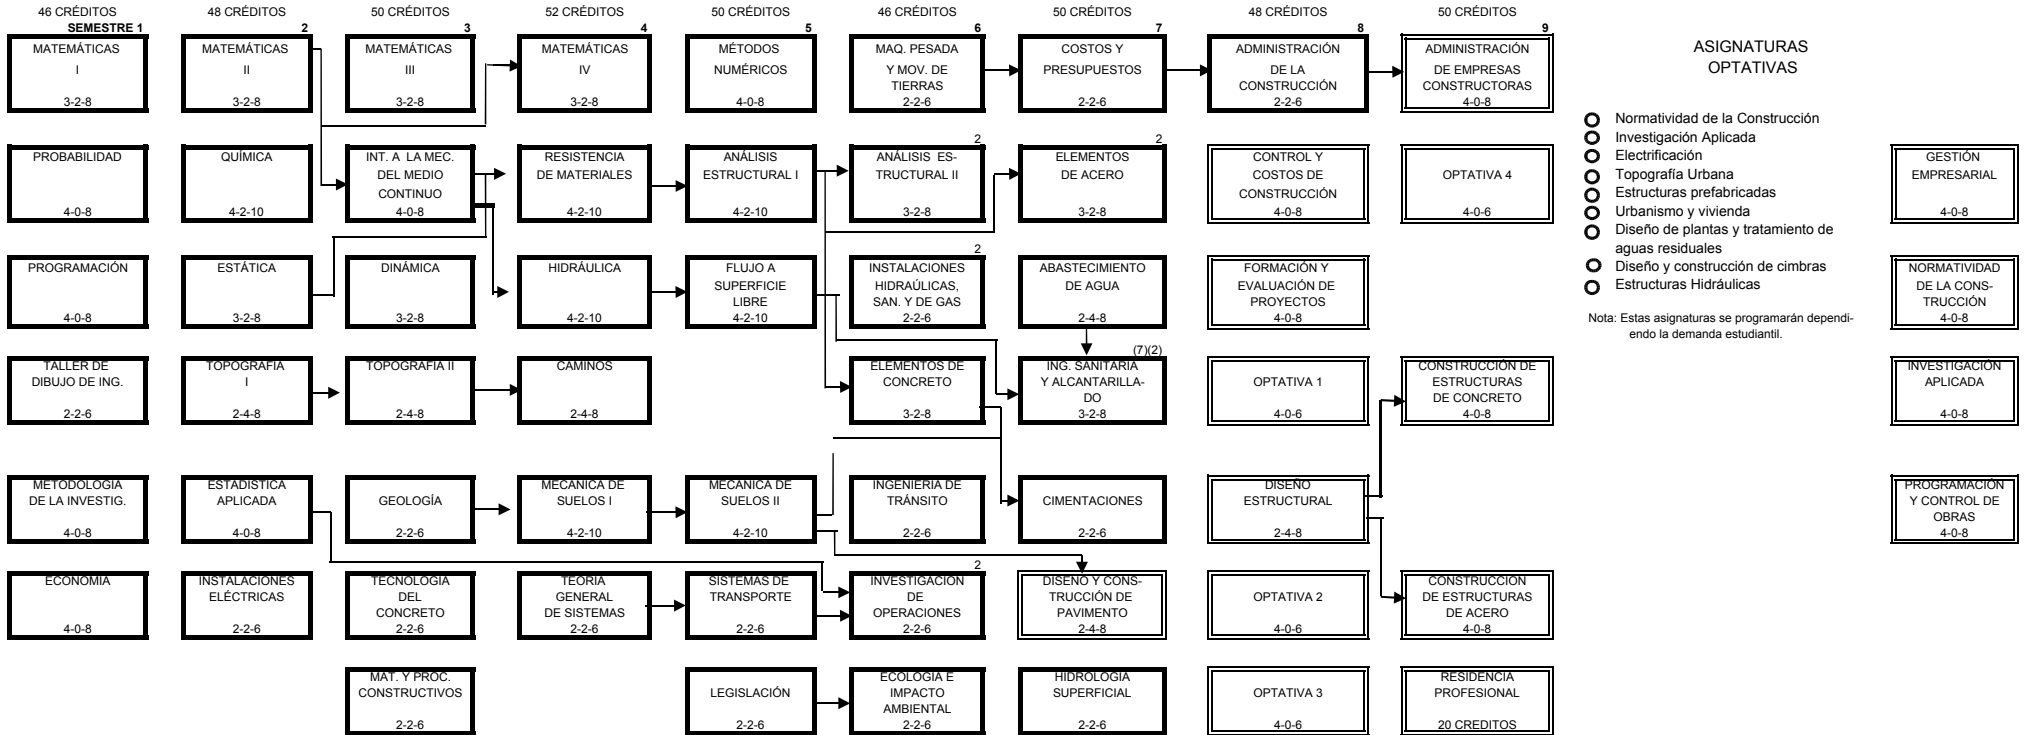 46 CRÉDITOS
SEMESTRE 1
MATEMÁTICAS
I
3-2-8
PROBABILIDAD
4-0-8
PROGRAMACIÓN
4-0-8
TALLER DE
DIBUJO DE ING.
2-2-6
METODOLOGÍA
DE LA INVESTIG.
4-0-8
ECONOMÍA
4-0-8
48 CRÉDITOS
2
MATEMÁTICAS
II
3-2-8
QUÍMICA
4-2-10
ESTÁTICA
3-2-8
TOPOGRAFÍA
I
2-4-8
ESTADÍSTICA
APLICADA
4-0-8
INSTALACIONES
ELÉCTRICAS
2-2-6
50 CRÉDITOS
3
MATEMÁTICAS
III
3-2-8
INT. A LA MEC.
DEL MEDIO
CONTINUO
4-0-8
DINÁMICA
3-2-8
TOPOGRAFÍA II
2-4-8
GEOLOGÍA
2-2-6
TECNOLOGÍA
DEL
CONCRETO
2-2-6
MAT. Y PROC.
CONSTRUCTIVOS
2-2-6
52 CRÉDITOS
4
MATEMÁTICAS
IV
3-2-8
RESISTENCIA
DE MATERIALES
4-2-10
HIDRÁULICA
4-2-10
CAMINOS
2-4-8
MECÁNICA DE
SUELOS I
4-2-10
TEORÍA
GENERAL
DE SISTEMAS
2-2-6
50 CRÉDITOS
5
MÉTODOS
NUMÉRICOS
4-0-8
ANÁLISIS
ESTRUCTURAL I
4-2-10
FLUJO A
SUPERFICIE
LIBRE
4-2-10
MECÁNICA DE
SUELOS II
4-2-10
SISTEMAS DE
TRANSPORTE
2-2-6
LEGISLACIÓN
2-2-6
46 CRÉDITOS
6
MAQ. PESADA
Y MOV. DE
TIERRAS
2-2-6
2
ANÁLISIS ES-
TRUCTURAL II
3-2-8
2
INSTALACIONES
HIDRAÚLICAS,
SAN. Y DE GAS
2-2-6
ELEMENTOS DE
CONCRETO
3-2-8
INGENIERÍA DE
TRÁNSITO
2-2-6
2
INVESTIGACIÓN
DE
OPERACIONES
2-2-6
ECOLOGÍA E
IMPACTO
AMBIENTAL
2-2-6
50 CRÉDITOS
7
COSTOS Y
PRESUPUESTOS
2-2-6
2
ELEMENTOS
DE ACERO
3-2-8
ABASTECIMIENTO
DE AGUA
2-4-8
(7)(2)
ING. SANITARIA
Y ALCANTARILLA-
DO
3-2-8
CIMENTACIONES
2-2-6
DISEÑO Y CONS-
TRUCCIÓN DE
PAVIMENTO
2-4-8
HIDROLOGÍA
SUPERFICIAL
2-2-6
48 CRÉDITOS
8
ADMINISTRACIÓN
DE LA
CONSTRUCCIÓN
2-2-6
CONTROL Y
COSTOS DE
CONSTRUCCIÓN
4-0-8
FORMACIÓN Y
EVALUACIÓN DE
PROYECTOS
4-0-8
OPTATIVA 1
4-0-6
DISEÑO
ESTRUCTURAL
2-4-8
OPTATIVA 2
4-0-6
OPTATIVA 3
4-0-6
50 CRÉDITOS
9
ADMINISTRACIÓN
DE EMPRESAS
CONSTRUCTORAS
4-0-8
OPTATIVA 4
4-0-6
CONSTRUCCIÓN DE
ESTRUCTURAS
DE CONCRETO
4-0-8
CONSTRUCCIÓN
DE ESTRUCTURAS
DE ACERO
4-0-8
RESIDENCIA
PROFESIONAL
20 CREDITOS
ASIGNATURAS
OPTATIVAS
Normatividad de la Construcción
Investigación Aplicada
Electrificación
Topografía Urbana
Estructuras prefabricadas
Urbanismo y vivienda
Diseño de plantas y tratamiento de
aguas residuales
Diseño y construcción de cimbras
Estructuras Hidráulicas
Nota: Estas asignaturas se programarán dependi-
endo la demanda estudiantil.
GESTIÓN
EMPRESARIAL
4-0-8
NORMATIVIDAD
DE LA CONS-
TRUCCIÓN
4-0-8
INVESTIGACIÓN
APLICADA
4-0-8
PROGRAMACIÓN
Y CONTROL DE
OBRAS
4-0-8